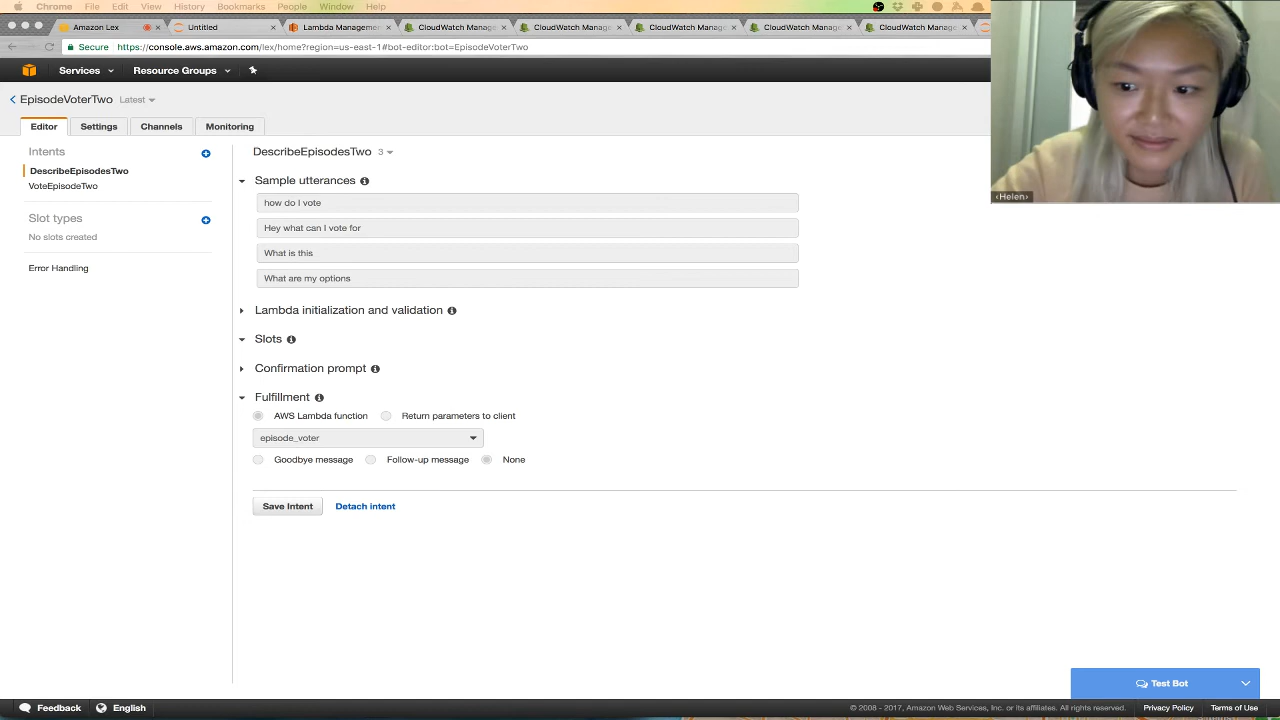 Chrome File Edit View History Bookmarks People Window Help
Amazon Lex × Untitled × Lambda Manageme × CloudWatch Manag × CloudWatch Manag × CloudWatch Manag × CloudWatch Manag × CloudWatch Manag ×
Secure https://console.aws.amazon.com/lex/home?region=us-east-1#bot-editor:bot=EpisodeVoterTwo
Services Resource Groups
EpisodeVoterTwo Latest
Editor Settings Channels Monitoring
Intents
DescribeEpisodesTwo
VoteEpisodeTwo
Slot types
No slots created
Error Handling
DescribeEpisodesTwo 3
Sample utterances
how do I vote
Hey what can I vote for
What is this
What are my options
Lambda initialization and validation
Slots
Confirmation prompt
Fulfillment
AWS Lambda function Return parameters to client
episode_voter
Goodbye message Follow-up message None
Save Intent Detach intent
‹Helen›
Test Bot
Feedback English © 2008 - 2017, Amazon Web Services, Inc. or its affiliates. All rights reserved. Privacy Policy Terms of Use